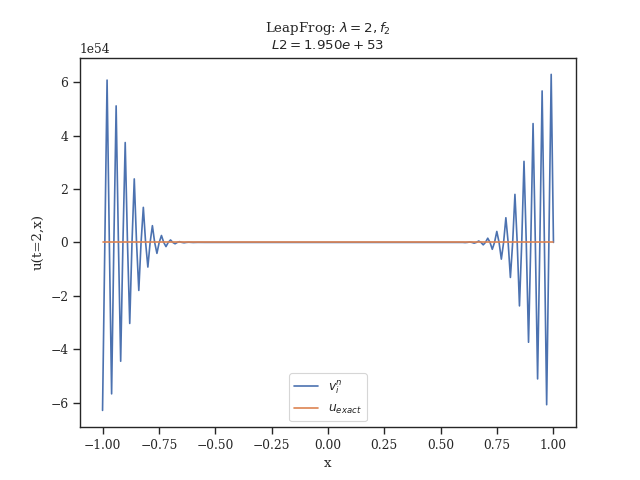 LeapFrog: λ = 2, f₂
L2 = 1.950e + 53
1e54
6
4
2
0
−2
−4
−6
u(t=2,x)
vᵢⁿ
u_exact
−1.00 −0.75 −0.50 −0.25 0.00 0.25 0.50 0.75 1.00
x